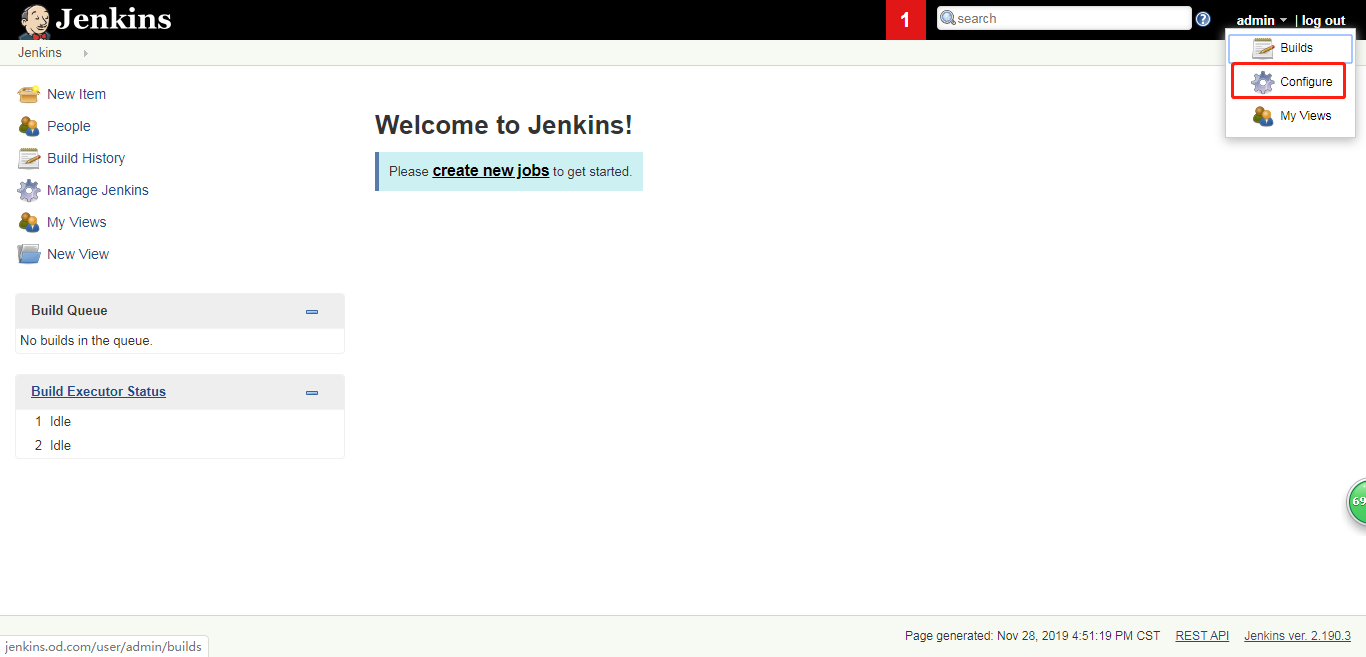 Jenkins
1
search
admin | log out
Builds
Configure
My Views
Jenkins
New Item
People
Build History
Manage Jenkins
My Views
New View
Welcome to Jenkins!
Please create new jobs to get started.
Build Queue
No builds in the queue.
Build Executor Status
1 Idle
2 Idle
69
Page generated: Nov 28, 2019 4:51:19 PM CST REST API Jenkins ver. 2.190.3
jenkins.od.com/user/admin/builds